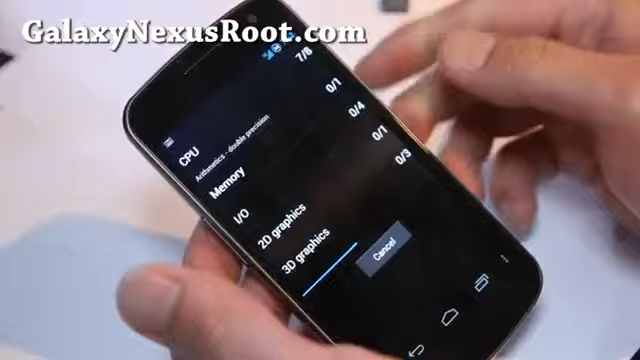 GalaxyNexusRoot.com
CPU 7/8
Arithmetics - double precision
Memory 0/1
I/O 0/4
2D graphics 0/1
3D graphics 0/3
Cancel